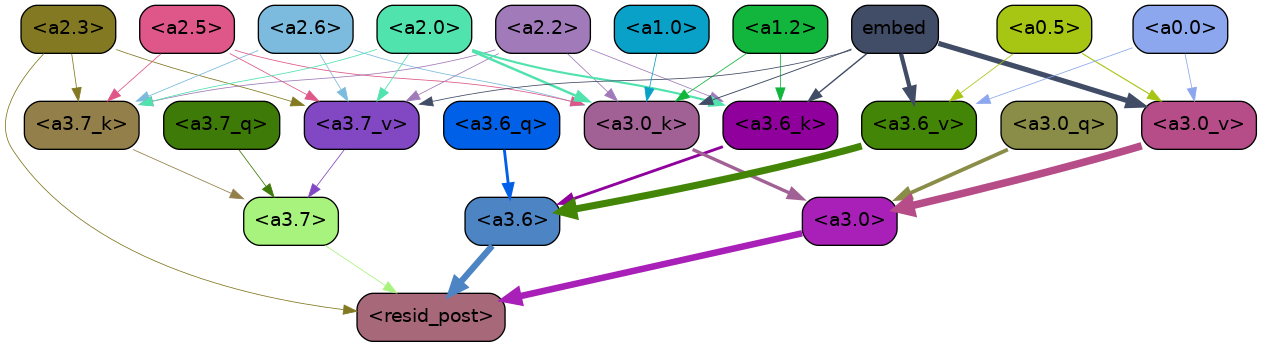 <a2.3> <a2.5> <a2.6> <a2.0> <a2.2> <a1.0> <a1.2> embed <a0.5> <a0.0>
<a3.7_k> <a3.7_q> <a3.7_v> <a3.6_q> <a3.0_k> <a3.6_k> <a3.6_v> <a3.0_q> <a3.0_v>
<a3.7> <a3.6> <a3.0>
<resid_post>